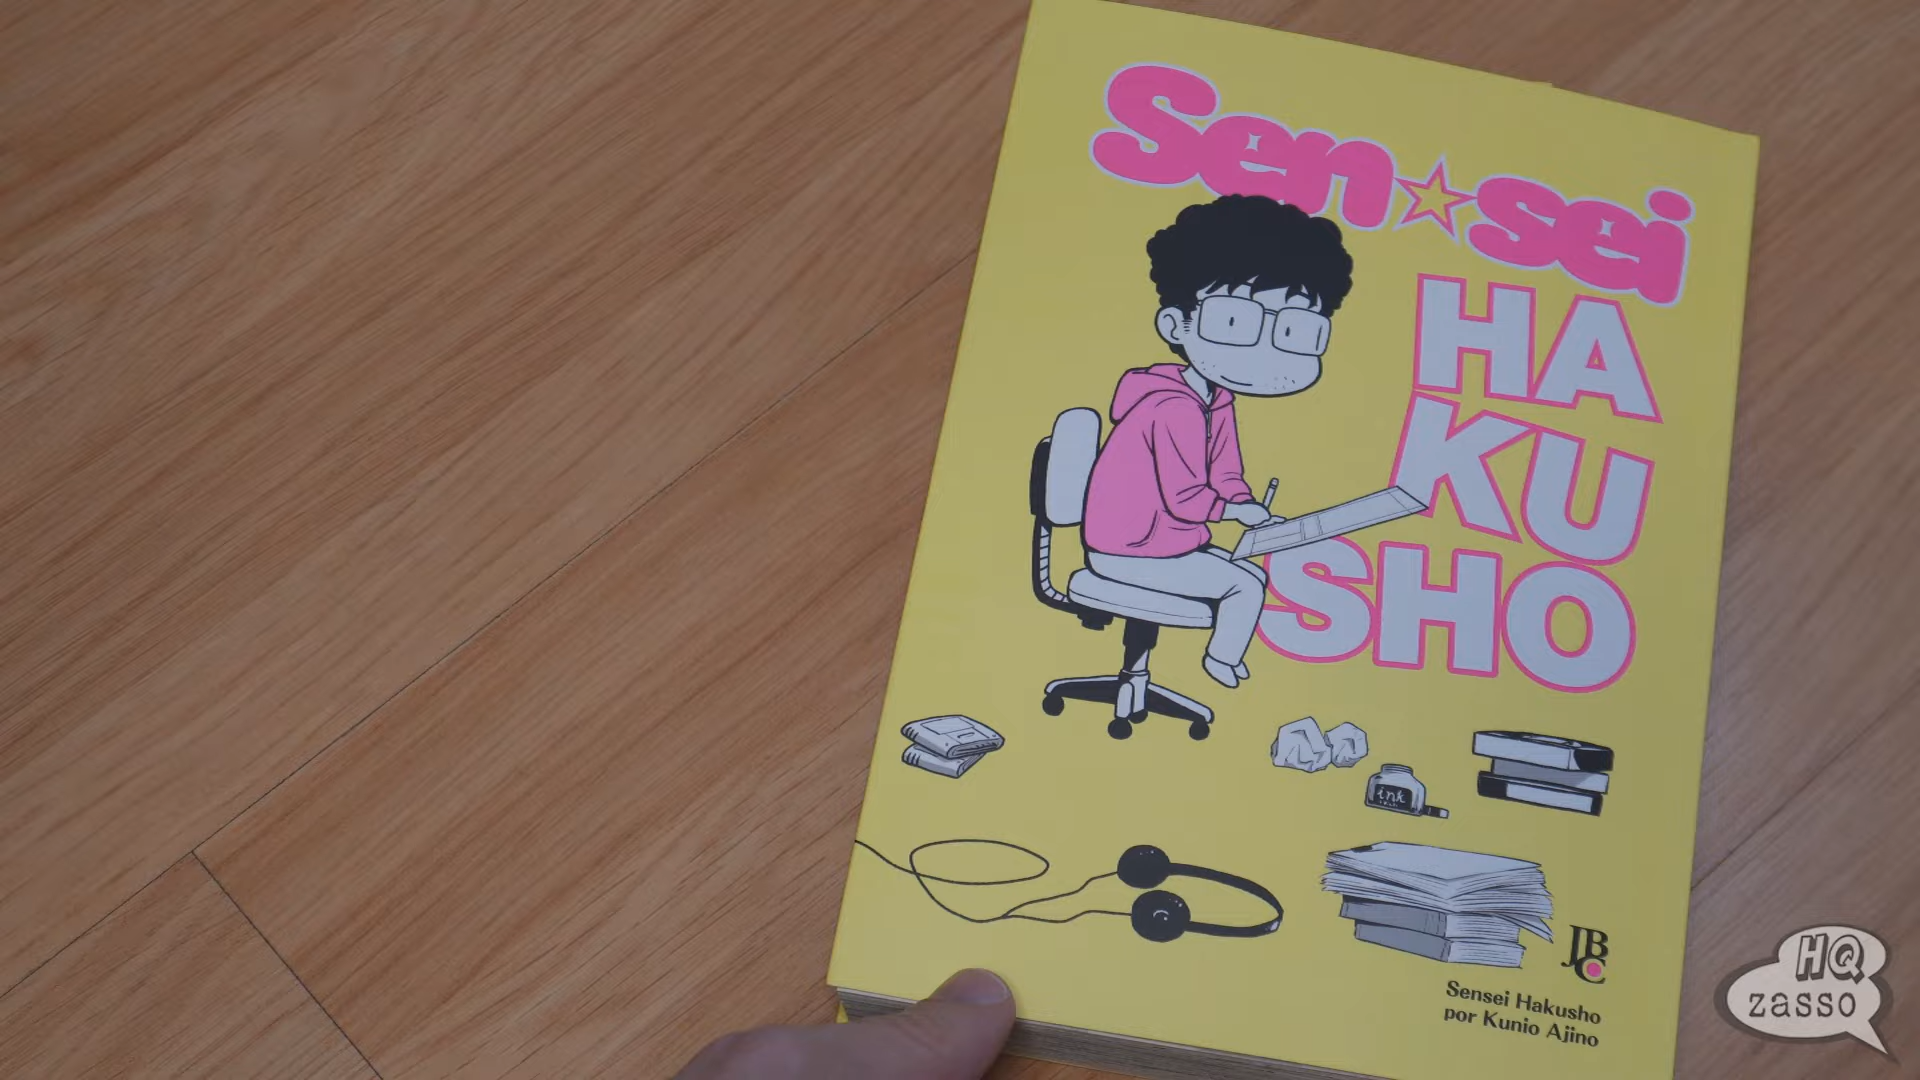 Sen☆sei
HA
KU
SHO
ink
JBC
Sensei Hakusho
por Kunio Ajino
HQ
zasso